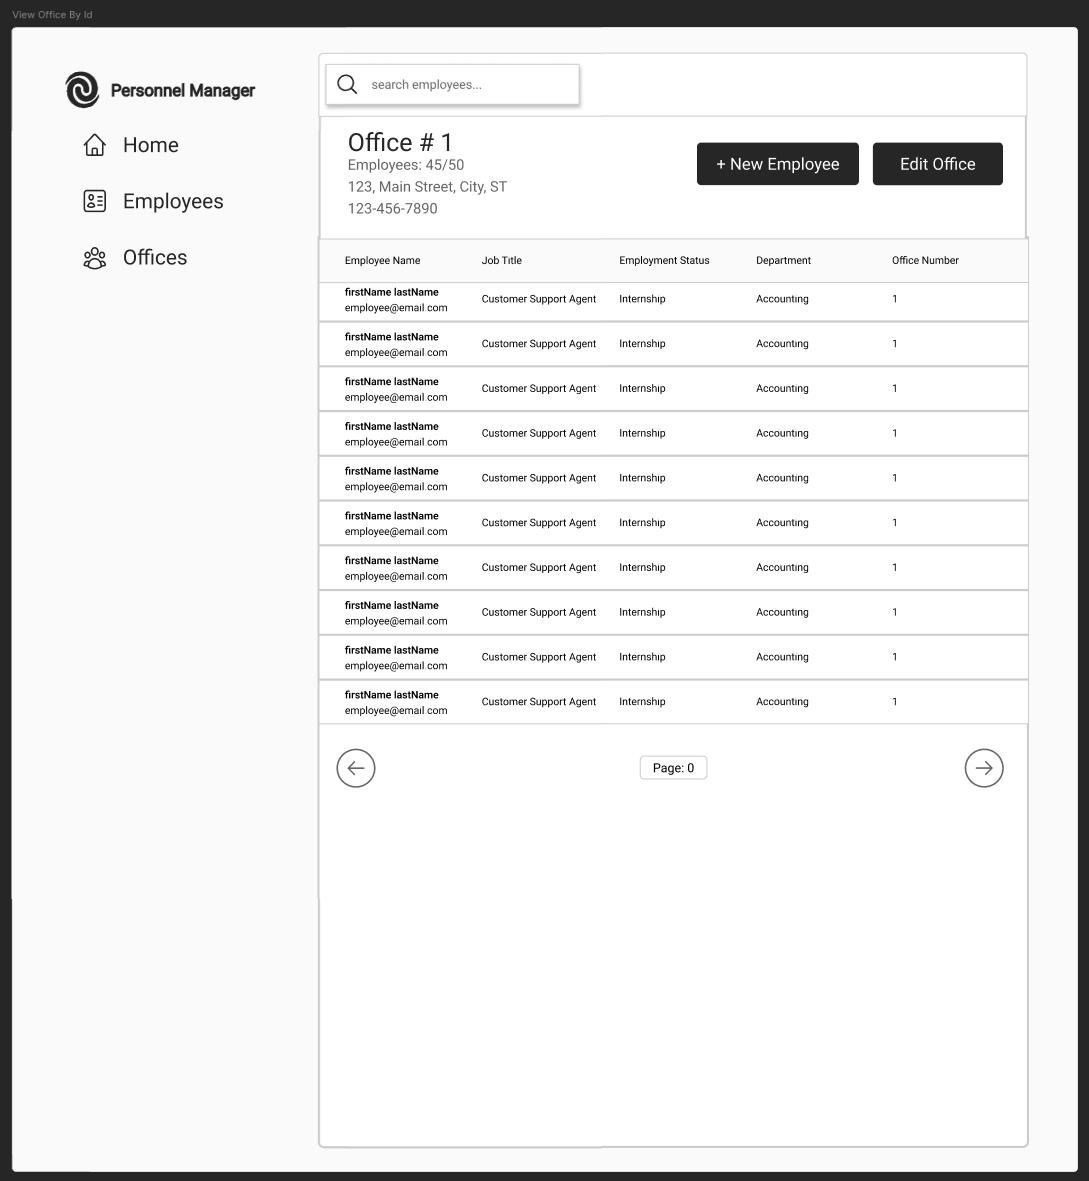 View Office By Id
Personnel Manager
Home
Employees
Offices
search employees...
Office # 1
Employees: 45/50
123, Main Street, City, ST
123-456-7890
+ New Employee
Edit Office
Employee Name Job Title Employment Status Department Office Number
firstName lastName
employee@email.com Customer Support Agent Internship Accounting 1
firstName lastName
employee@email.com Customer Support Agent Internship Accounting 1
firstName lastName
employee@email.com Customer Support Agent Internship Accounting 1
firstName lastName
employee@email.com Customer Support Agent Internship Accounting 1
firstName lastName
employee@email.com Customer Support Agent Internship Accounting 1
firstName lastName
employee@email.com Customer Support Agent Internship Accounting 1
firstName lastName
employee@email.com Customer Support Agent Internship Accounting 1
firstName lastName
employee@email.com Customer Support Agent Internship Accounting 1
firstName lastName
employee@email.com Customer Support Agent Internship Accounting 1
firstName lastName
employee@email.com Customer Support Agent Internship Accounting 1
Page: 0